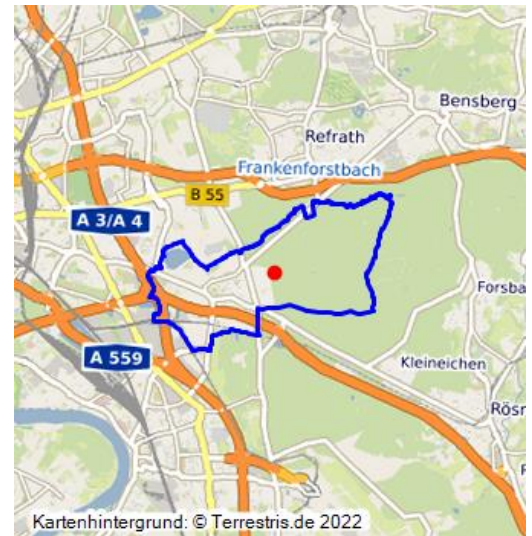 Bensberg
Refrath
Frankenforstbach
B 55
A 3/A 4
Forsba
A 559
Kleineichen
Rösr
Kartenhintergrund: © Terrestris.de 2022